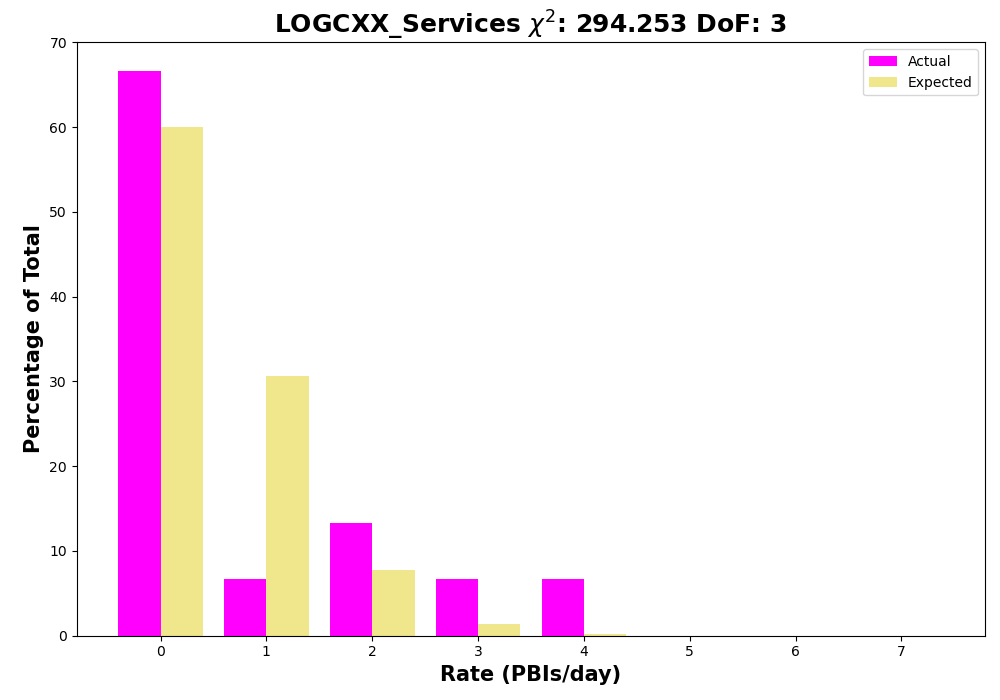 LOGCXX_Services χ²: 294.253 DoF: 3
Actual
Expected
Percentage of Total
70
60
50
40
30
20
10
0
0 1 2 3 4 5 6 7
Rate (PBIs/day)